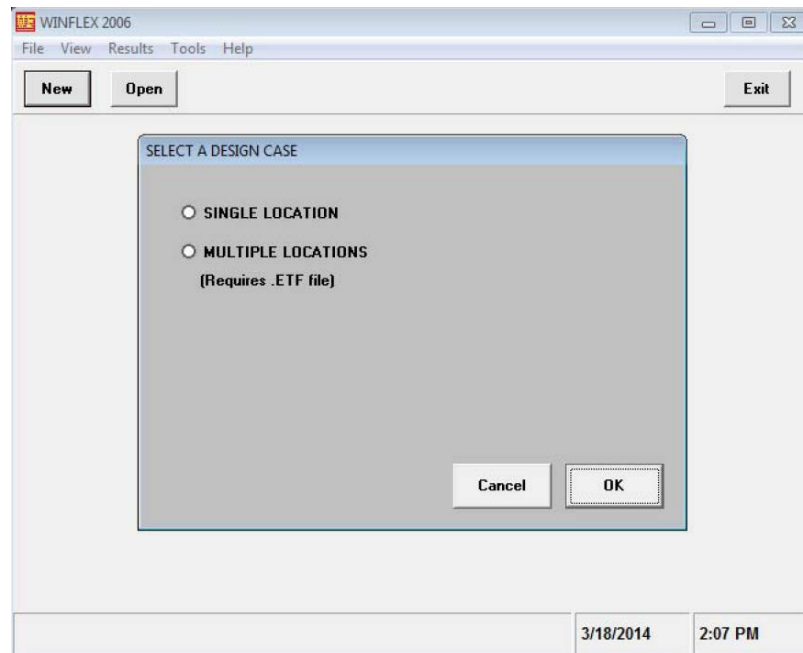 WINFLEX 2006
File View Results Tools Help
New Open Exit
SELECT A DESIGN CASE
SINGLE LOCATION
MULTIPLE LOCATIONS
(Requires .ETF file)
Cancel OK
3/18/2014 2:07 PM